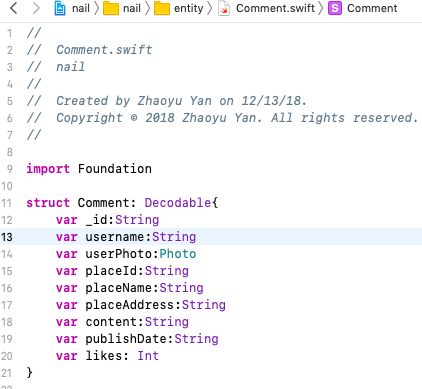 nail nail entity Comment.swift S Comment
1 //
2 //  Comment.swift
3 //  nail
4 //
5 //  Created by Zhaoyu Yan on 12/13/18.
6 //  Copyright © 2018 Zhaoyu Yan. All rights reserved.
7 //
8
9 import Foundation
10
11 struct Comment: Decodable{
12     var _id:String
13     var username:String
14     var userPhoto:Photo
15     var placeId:String
16     var placeName:String
17     var placeAddress:String
18     var content:String
19     var publishDate:String
20     var likes: Int
21 }